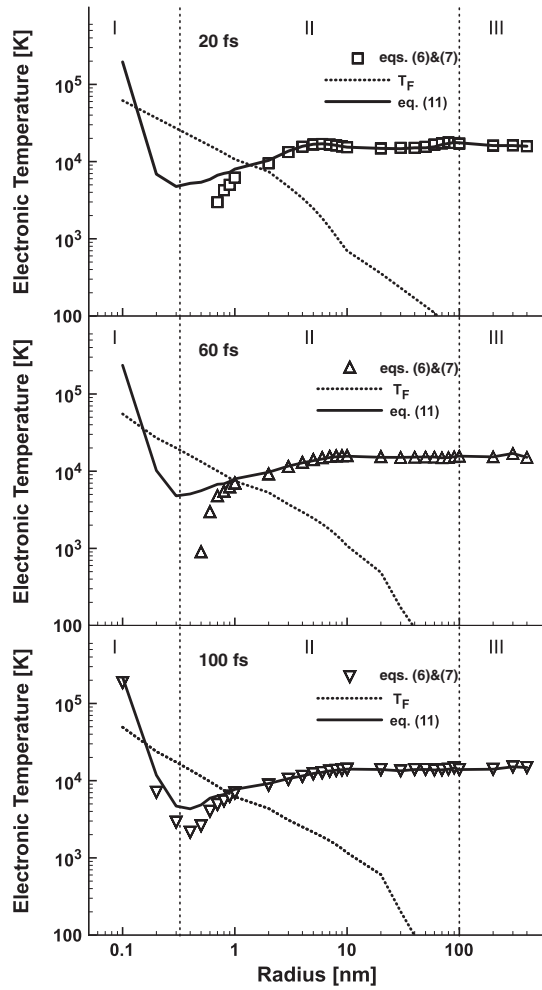 I II III
20 fs
eqs. (6)&(7)
T_F
eq. (11)
Electronic Temperature [K]
10^5
10^4
10^3
100
I II III
60 fs
eqs. (6)&(7)
T_F
eq. (11)
Electronic Temperature [K]
10^5
10^4
10^3
100
I II III
100 fs
eqs. (6)&(7)
T_F
eq. (11)
Electronic Temperature [K]
10^5
10^4
10^3
100
0.1 1 10 100
Radius [nm]